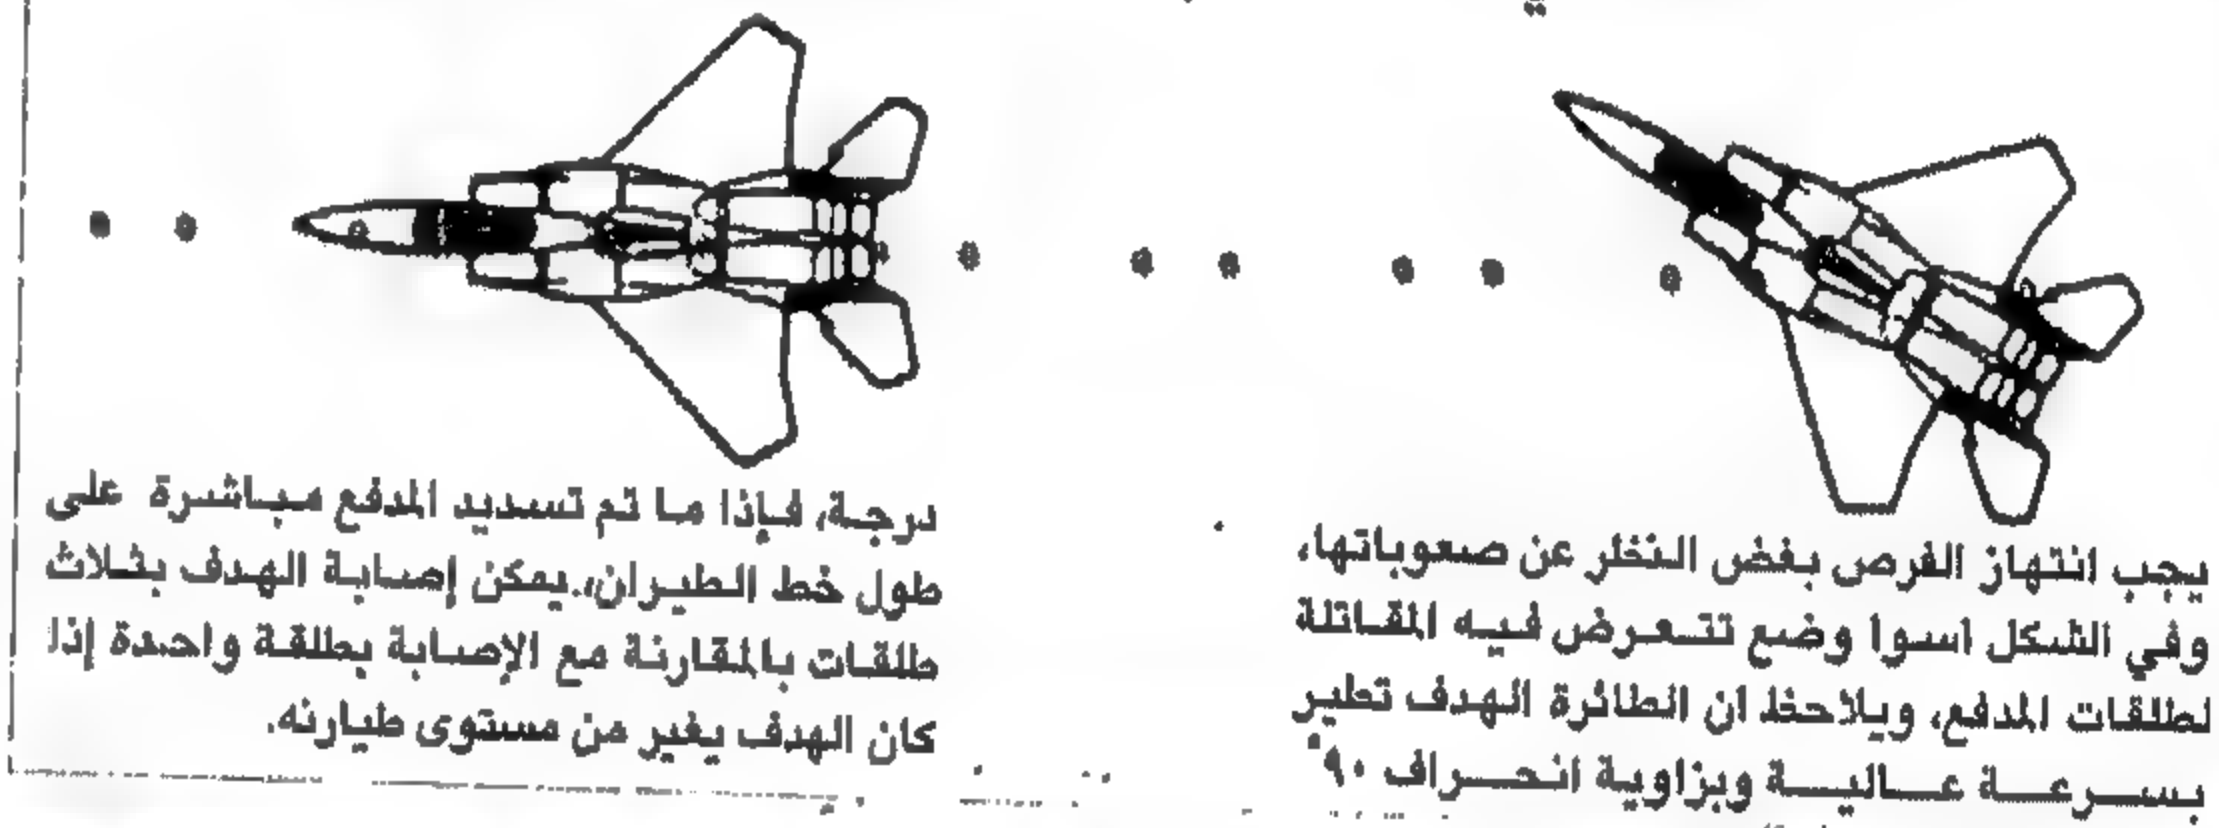 يجب انتهاز الفرص بغض النظر عن صعوباتها،
وفي الشكل اسوا وضع تتعرض فيه المقاتلة
لطلقات المدفع، ويلاحظ ان الطائرة الهدف تطير
بسرعة عالية وبزاوية انحراف ٩٠°
درجة، فإذا ما تم تسديد المدفع مباشرة على
طول خط الطيران، يمكن إصابة الهدف بثلاث
طلقات بالمقارنة مع الإصابة بطلقة واحدة إذا
كان الهدف يغير من مستوى طيارنه.